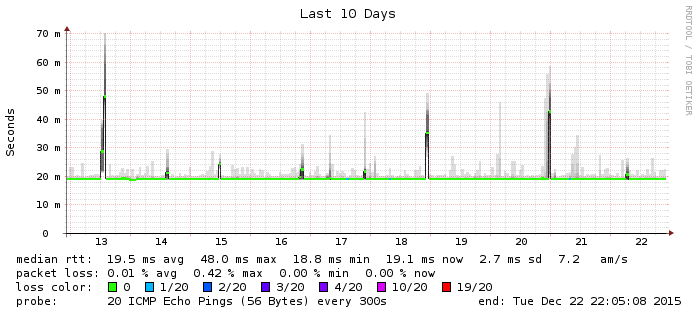 Last 10 Days
RRDTOOL / TOBI OETIKER
Seconds
70 m
60 m
50 m
40 m
30 m
20 m
10 m
0
13 14 15 16 17 18 19 20 21 22
median rtt: 19.5 ms avg 48.0 ms max 18.8 ms min 19.1 ms now 2.7 ms sd 7.2 am/s
packet loss: 0.01 % avg 0.42 % max 0.00 % min 0.00 % now
loss color: 0 1/20 2/20 3/20 4/20 10/20 19/20
probe: 20 ICMP Echo Pings (56 Bytes) every 300s end: Tue Dec 22 22:05:08 2015